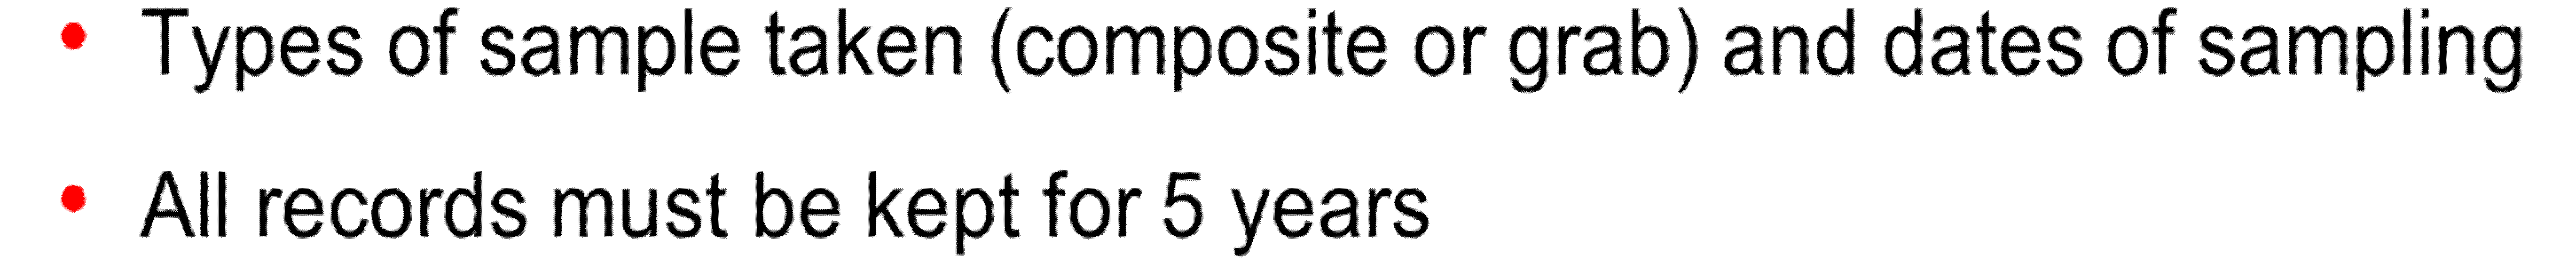 • Types of sample taken (composite or grab) and dates of sampling
• All records must be kept for 5 years